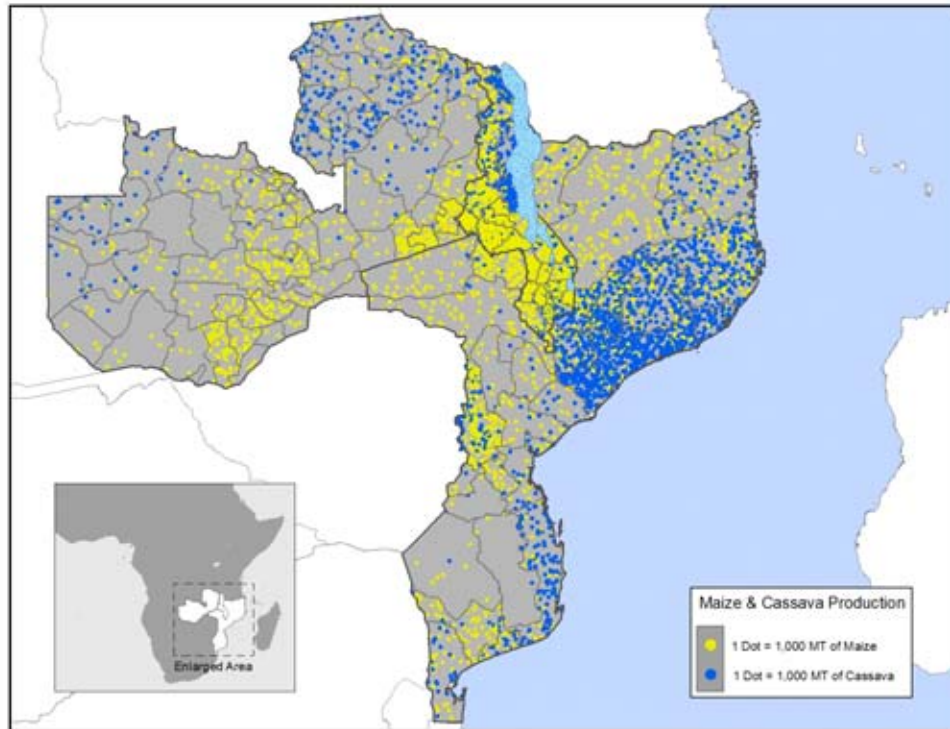 Enlarged Area
Maize & Cassava Production
1 Dot = 1,000 MT of Maize
1 Dot = 1,000 MT of Cassava